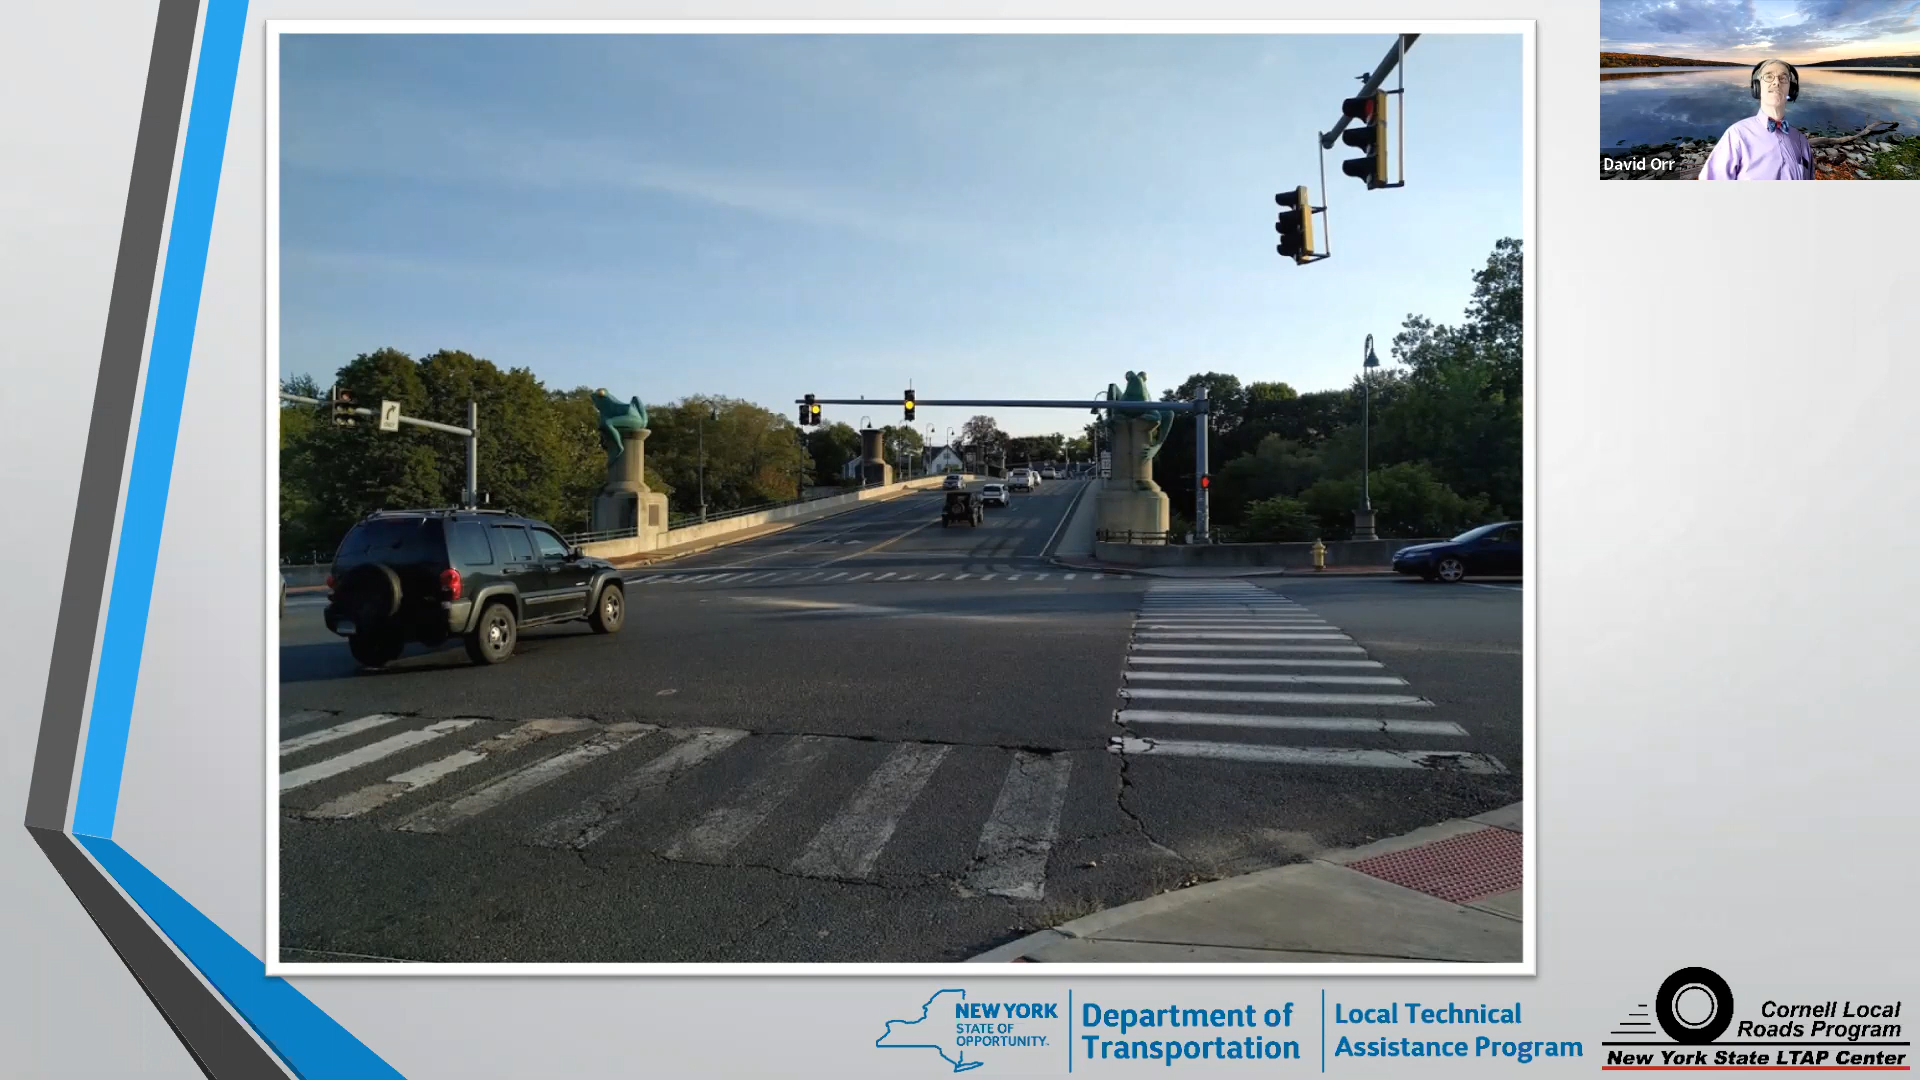 David Orr
NEW YORK
STATE OF
OPPORTUNITY.
Department of
Transportation
Local Technical
Assistance Program
Cornell Local
Roads Program
New York State LTAP Center